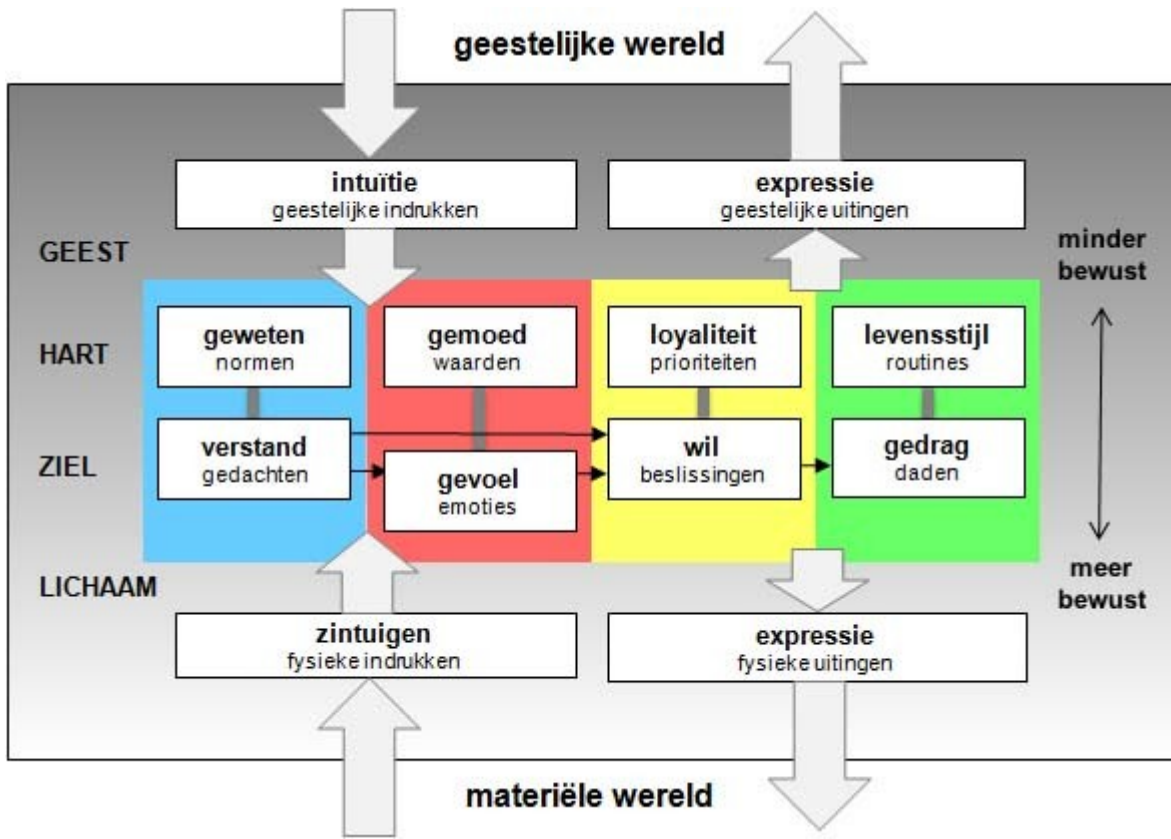 geestelijke wereld
intuïtie
geestelijke indrukken
expressie
geestelijke uitingen
GEEST
minder
bewust
HART
geweten
normen
gemoed
waarden
loyaliteit
prioriteiten
levensstijl
routines
ZIEL
verstand
gedachten
gevoel
emoties
wil
beslissingen
gedrag
daden
LICHAAM
meer
bewust
zintuigen
fysieke indrukken
expressie
fysieke uitingen
materiële wereld